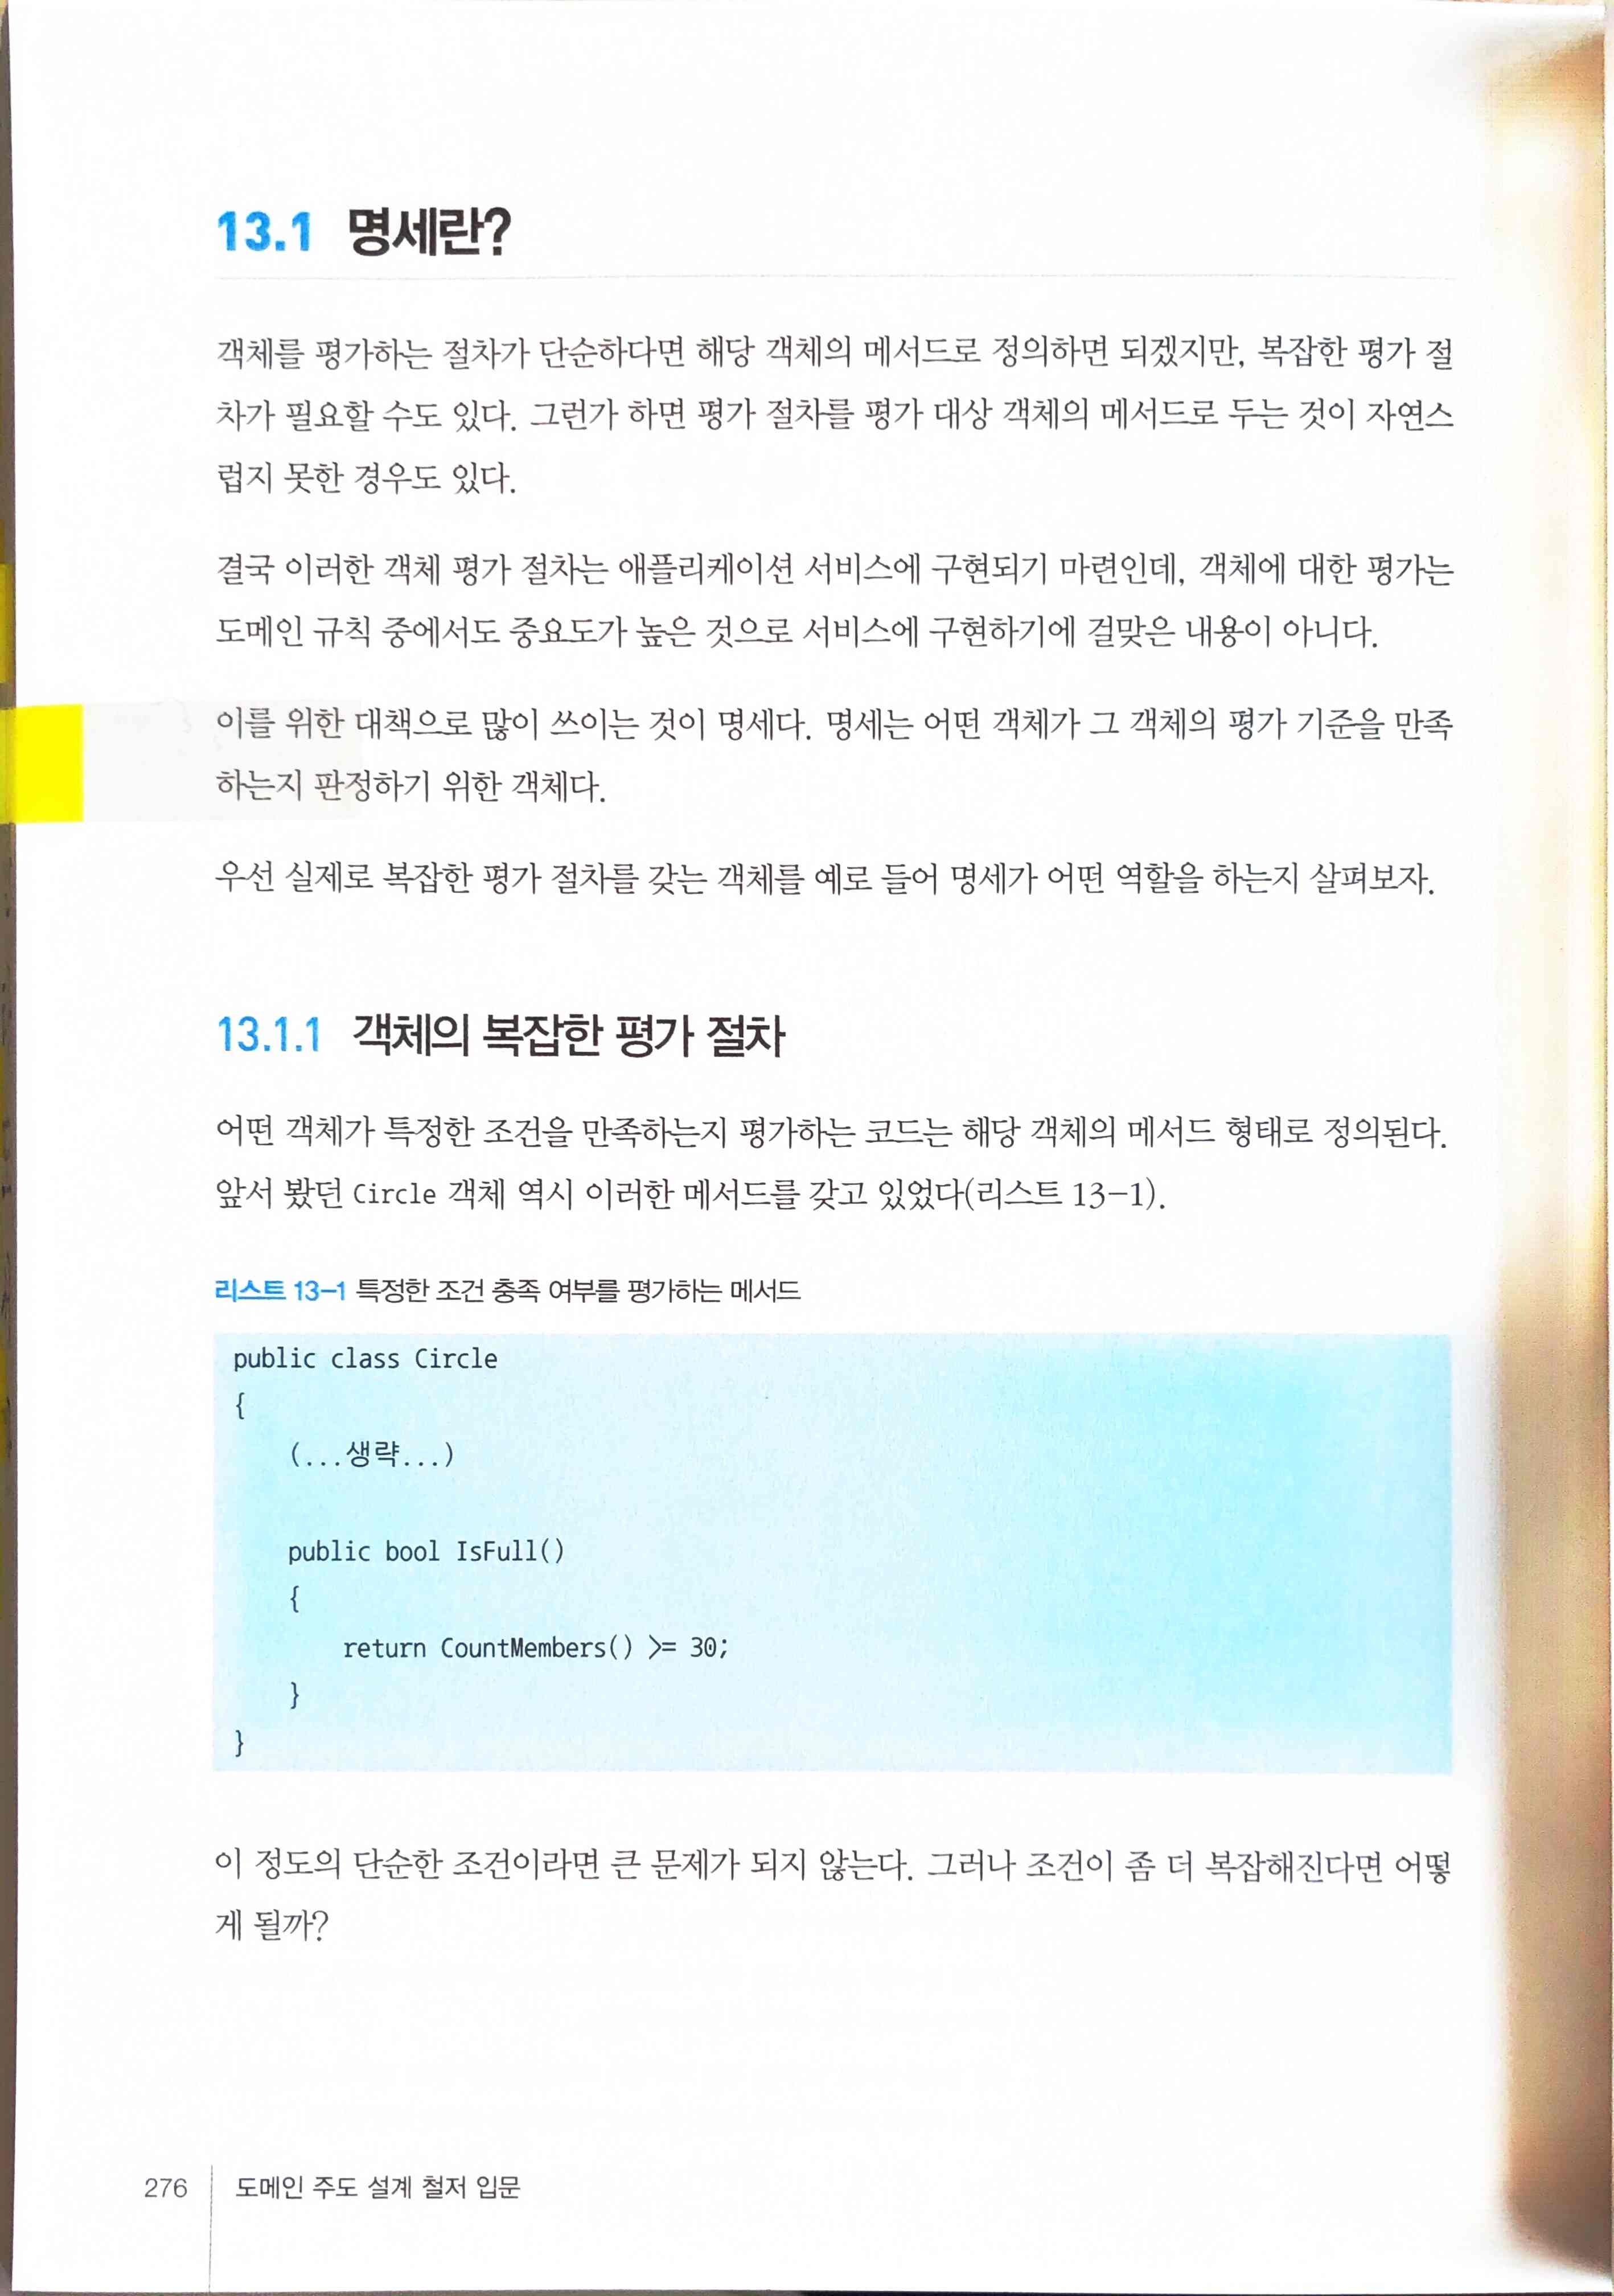 13.1 명세란?
객체를 평가하는 절차가 단순하다면 해당 객체의 메서드로 정의하면 되겠지만, 복잡한 평가 절
차가 필요할 수도 있다. 그런가 하면 평가 절차를 평가 대상 객체의 메서드로 두는 것이 자연스
럽지 못한 경우도 있다.
결국 이러한 객체 평가 절차는 애플리케이션 서비스에 구현되기 마련인데, 객체에 대한 평가는
도메인 규칙 중에서도 중요도가 높은 것으로 서비스에 구현하기에 걸맞은 내용이 아니다.
이를 위한 대책으로 많이 쓰이는 것이 명세다. 명세는 어떤 객체가 그 객체의 평가 기준을 만족
하는지 판정하기 위한 객체다.
우선 실제로 복잡한 평가 절차를 갖는 객체를 예로 들어 명세가 어떤 역할을 하는지 살펴보자.
13.1.1 객체의 복잡한 평가 절차
어떤 객체가 특정한 조건을 만족하는지 평가하는 코드는 해당 객체의 메서드 형태로 정의된다.
앞서 봤던 Circle 객체 역시 이러한 메서드를 갖고 있었다(리스트 13-1).
리스트 13-1 특정한 조건 충족 여부를 평가하는 메서드
public class Circle
{
(...생략...)
public bool IsFull()
{
return CountMembers() >= 30;
}
}
이 정도의 단순한 조건이라면 큰 문제가 되지 않는다. 그러나 조건이 좀 더 복잡해진다면 어떻
게 될까?
276 도메인 주도 설계 철저 입문